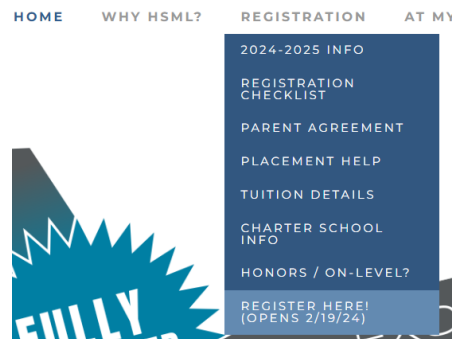 HOME WHY HSML? REGISTRATION AT MY
2024-2025 INFO
REGISTRATION
CHECKLIST
PARENT AGREEMENT
PLACEMENT HELP
TUITION DETAILS
CHARTER SCHOOL
INFO
HONORS / ON-LEVEL?
REGISTER HERE!
(OPENS 2/19/24)
FULLY